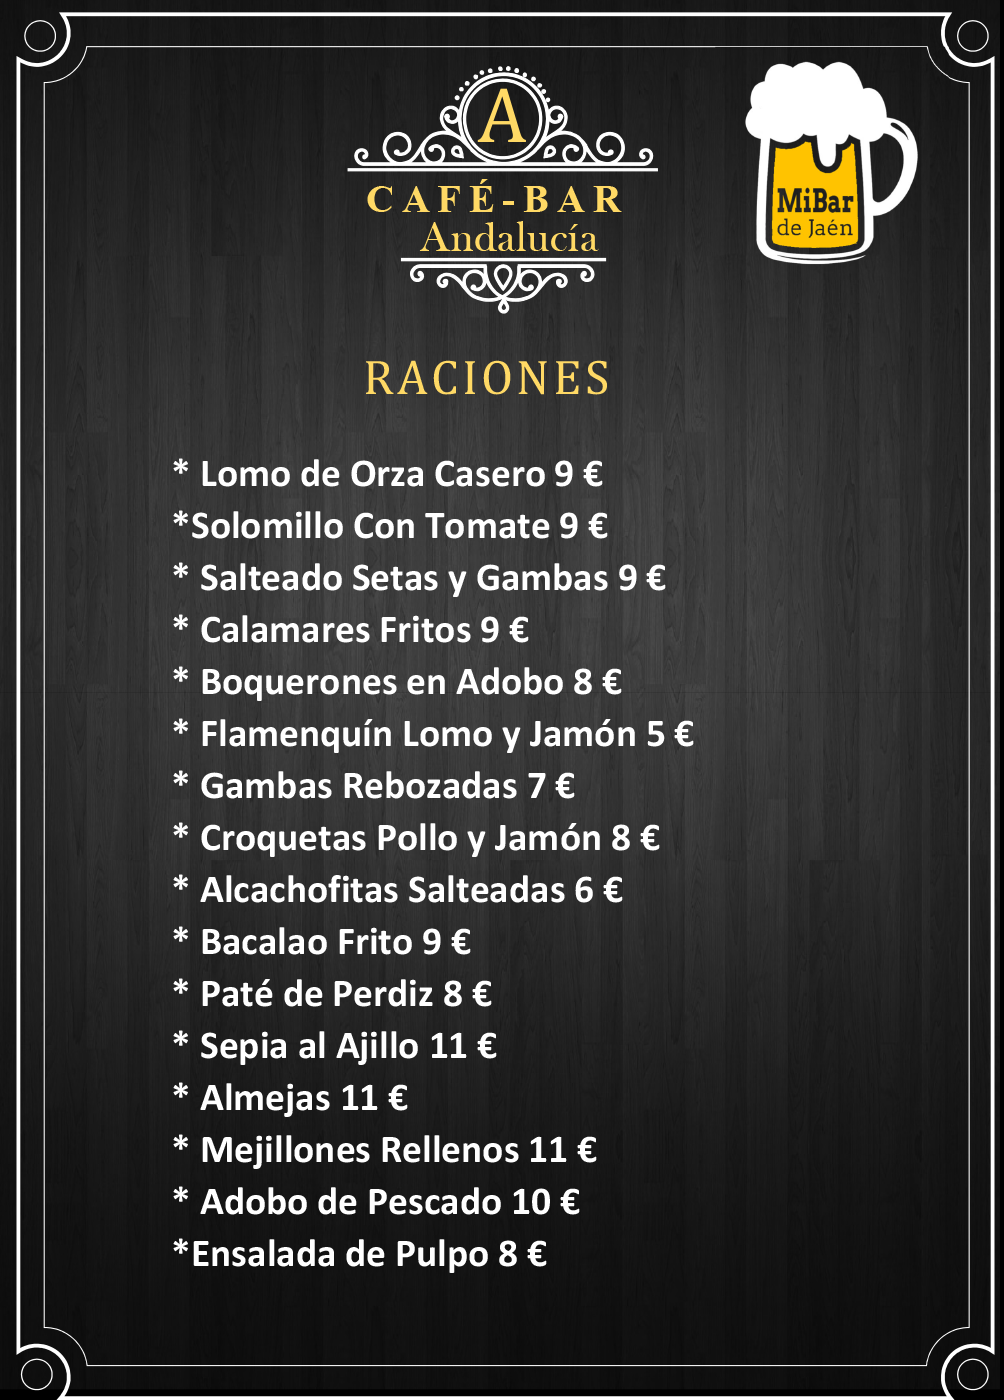 A
CAFÉ-BAR
Andalucía
MiBar
de Jaén
RACIONES
* Lomo de Orza Casero 9 €
*Solomillo Con Tomate 9 €
* Salteado Setas y Gambas 9 €
* Calamares Fritos 9 €
* Boquerones en Adobo 8 €
* Flamenquín Lomo y Jamón 5 €
* Gambas Rebozadas 7 €
* Croquetas Pollo y Jamón 8 €
* Alcachofitas Salteadas 6 €
* Bacalao Frito 9 €
* Paté de Perdiz 8 €
* Sepia al Ajillo 11 €
* Almejas 11 €
* Mejillones Rellenos 11 €
* Adobo de Pescado 10 €
*Ensalada de Pulpo 8 €